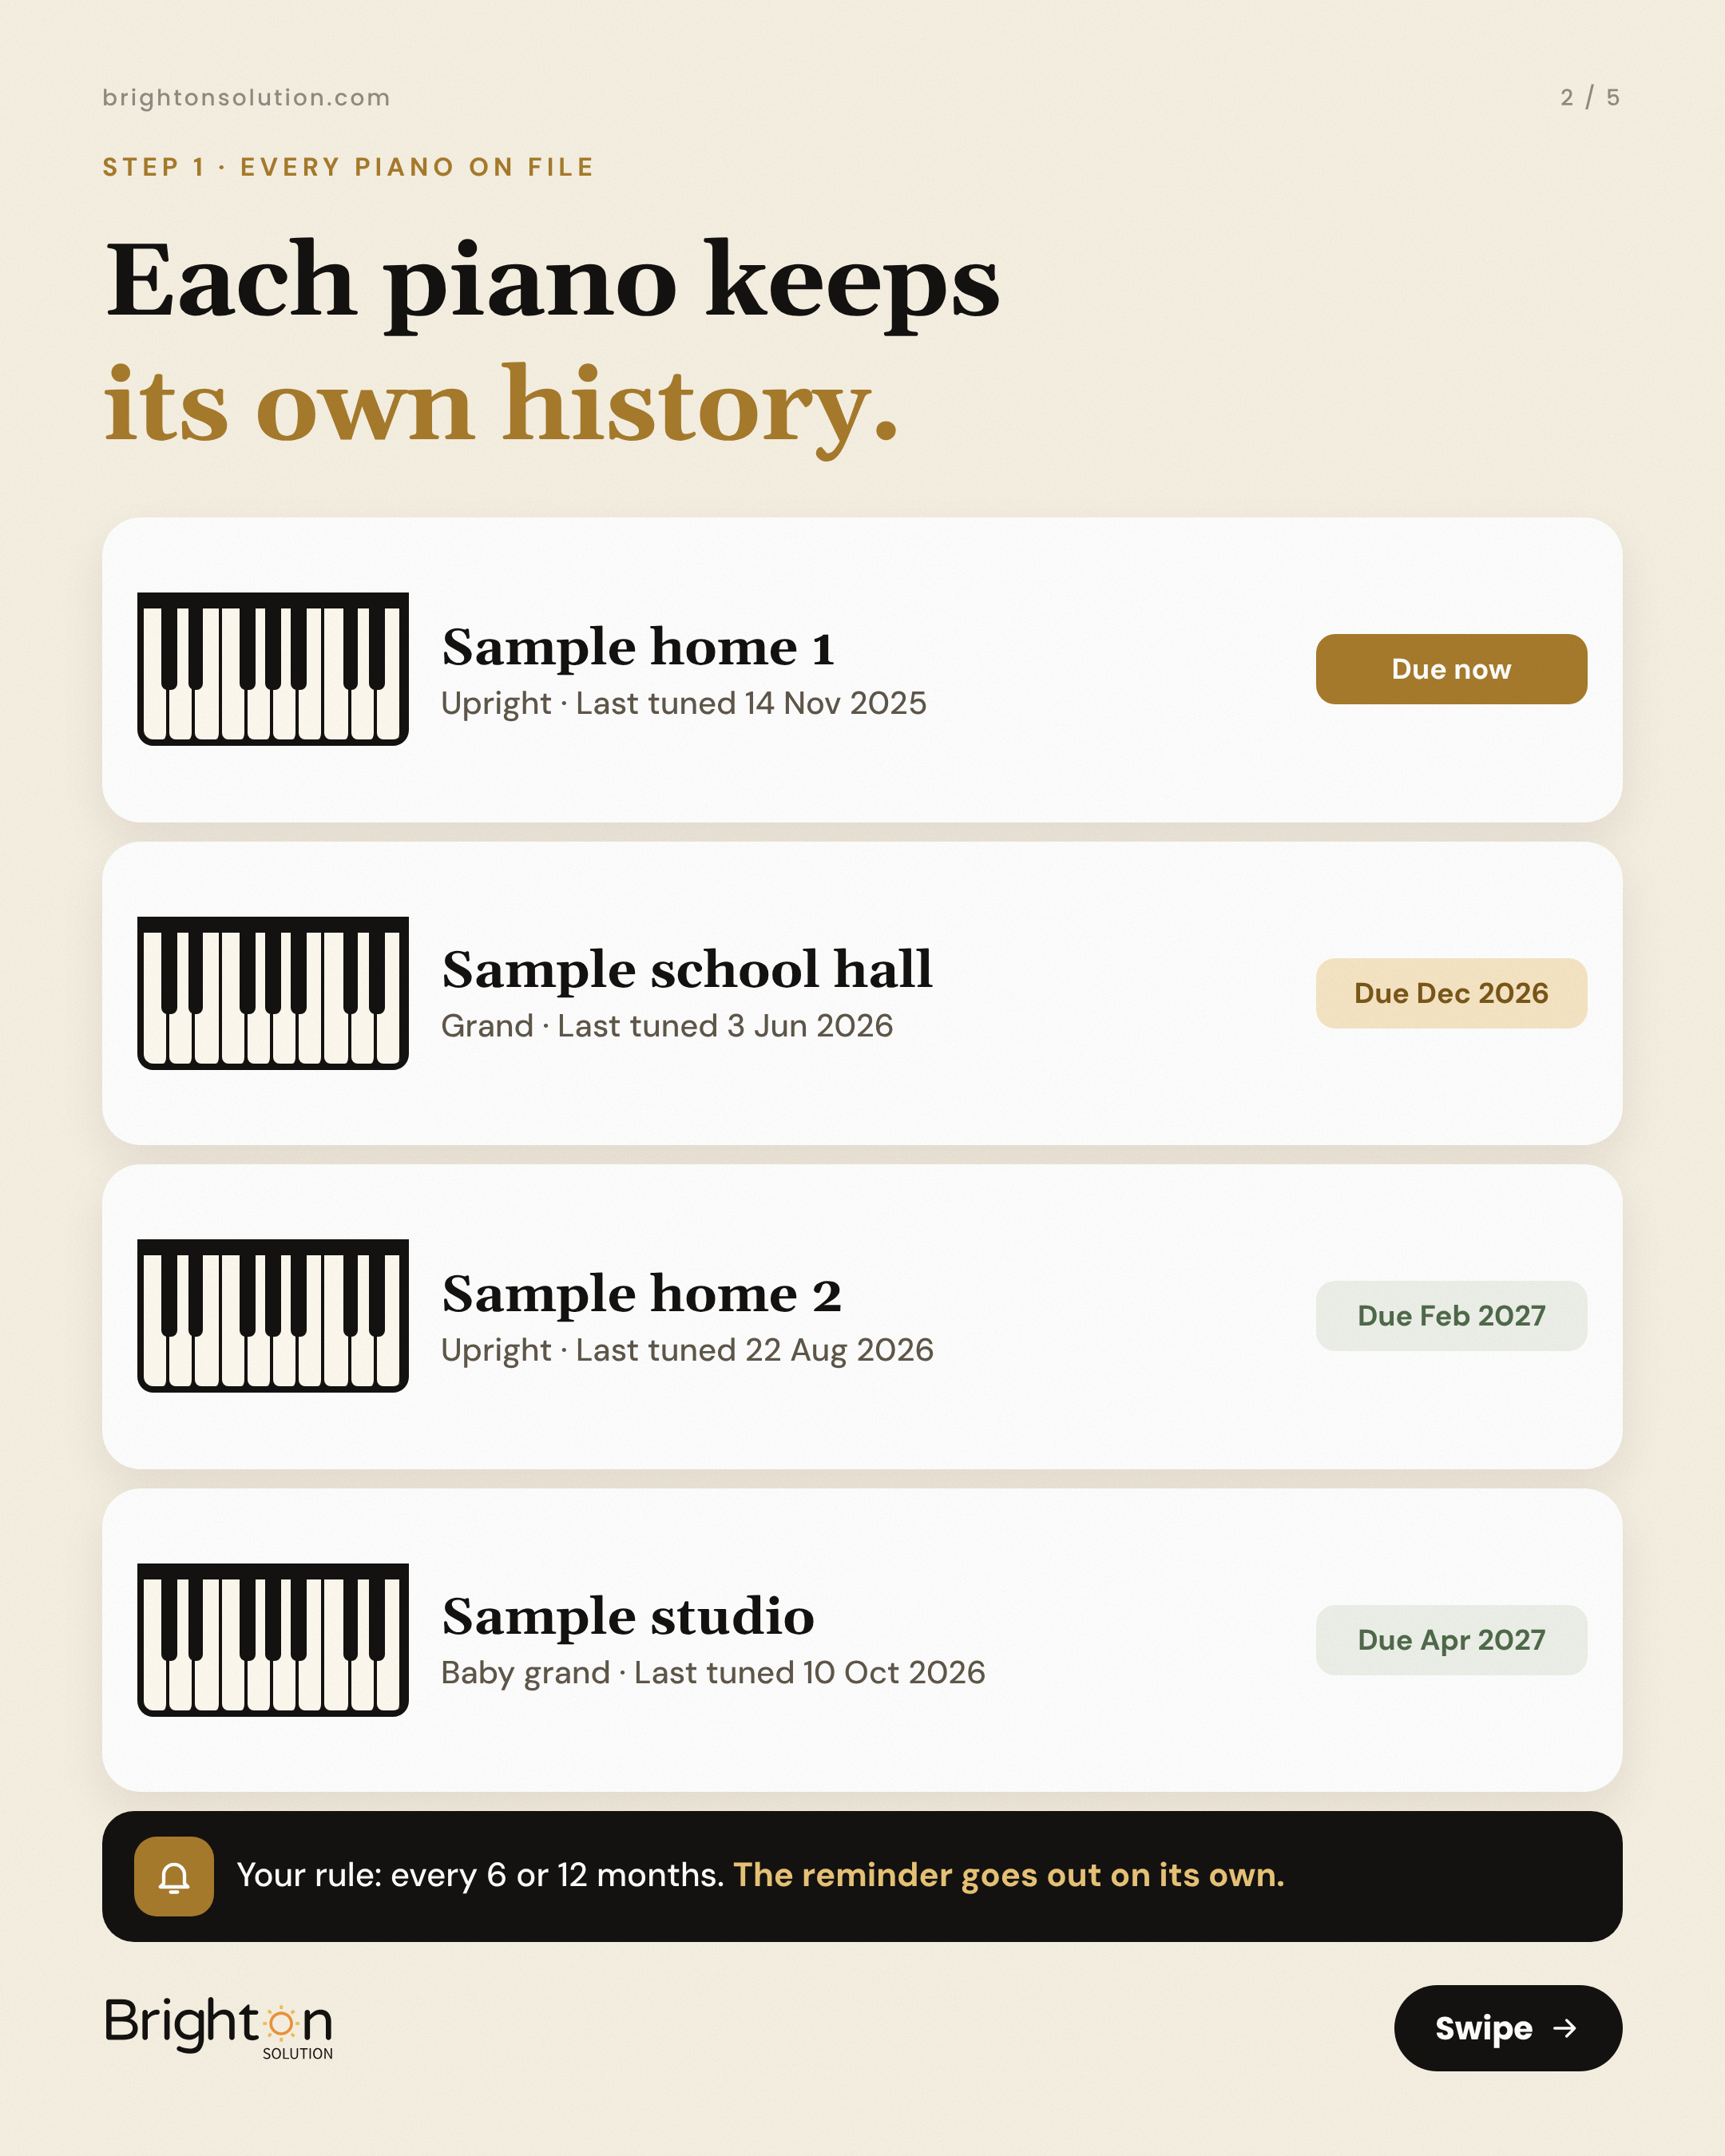 brightonsolution.com
2 / 5
STEP 1 · EVERY PIANO ON FILE
Each piano keeps
its own history.
Sample home 1
Upright · Last tuned 14 Nov 2025
Due now
Sample school hall
Grand · Last tuned 3 Jun 2026
Due Dec 2026
Sample home 2
Upright · Last tuned 22 Aug 2026
Due Feb 2027
Sample studio
Baby grand · Last tuned 10 Oct 2026
Due Apr 2027
Your rule: every 6 or 12 months. The reminder goes out on its own.
Brighton
SOLUTION
Swipe →